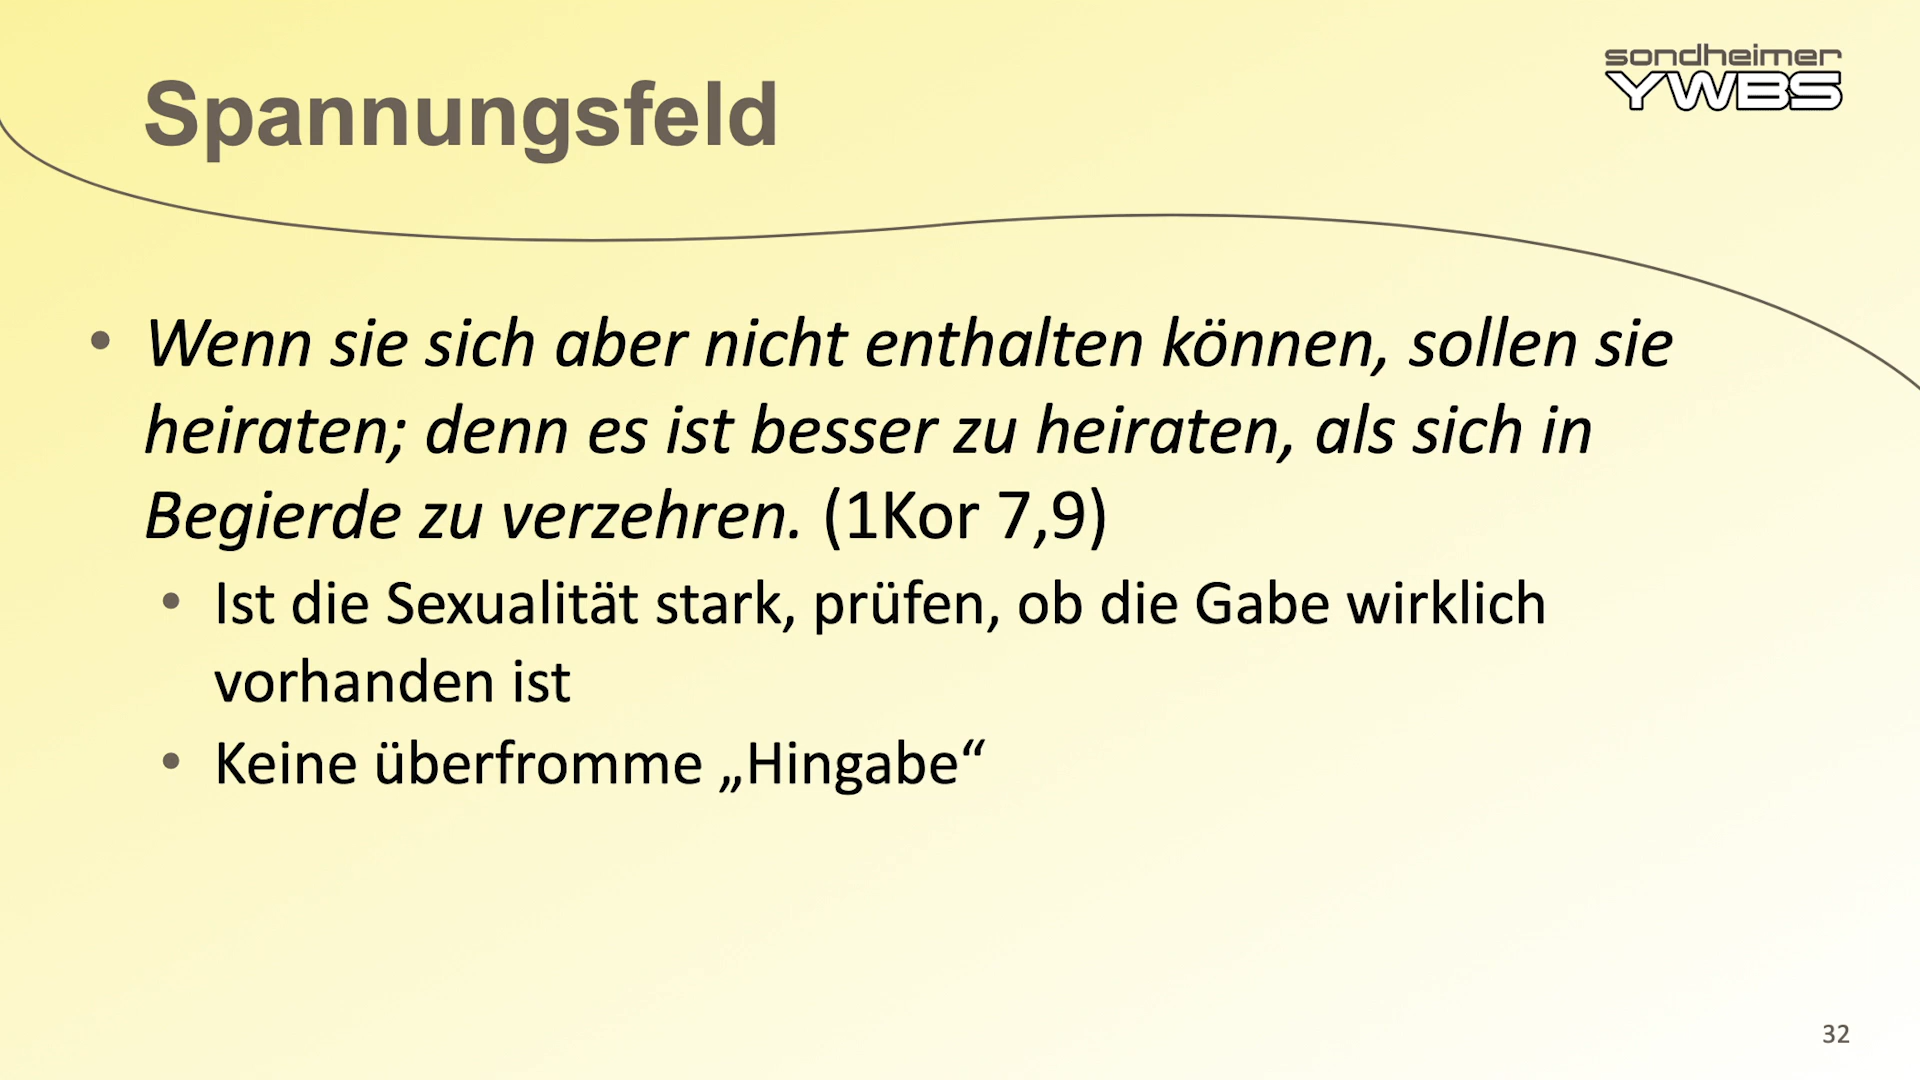 sondheimer
YWBS
Spannungsfeld
• Wenn sie sich aber nicht enthalten können, sollen sie
heiraten; denn es ist besser zu heiraten, als sich in
Begierde zu verzehren. (1Kor 7,9)
• Ist die Sexualität stark, prüfen, ob die Gabe wirklich
vorhanden ist
• Keine überfromme „Hingabe“
32